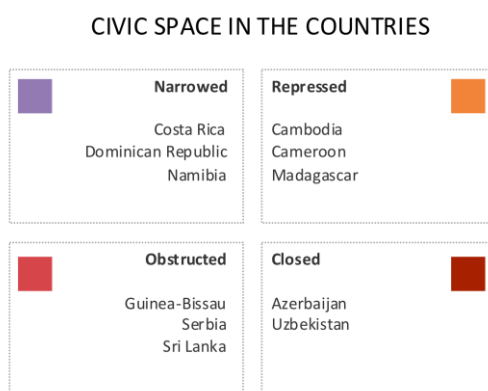 CIVIC SPACE IN THE COUNTRIES
Narrowed
Costa Rica
Dominican Republic
Namibia
Repressed
Cambodia
Cameroon
Madagascar
Obstructed
Guinea-Bissau
Serbia
Sri Lanka
Closed
Azerbaijan
Uzbekistan